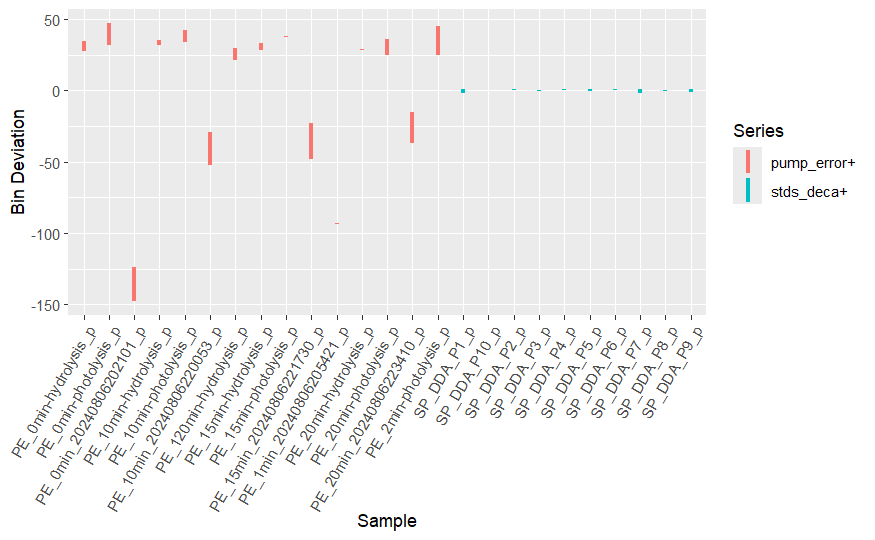 50
0
-50
-100
-150
Bin Deviation
PE_0min-hydrolysis_p
PE_0min-photolysis_p
PE_0min_20240806202101_p
PE_10min-hydrolysis_p
PE_10min-photolysis_p
PE_10min_20240806220053_p
PE_120min-hydrolysis_p
PE_15min-hydrolysis_p
PE_15min-photolysis_p
PE_15min_20240806221730_p
PE_1min_20240806205421_p
PE_20min-hydrolysis_p
PE_20min-photolysis_p
PE_20min_20240806223410_p
PE_2min-photolysis_p
SP_DDA_P1_p
SP_DDA_P10_p
SP_DDA_P2_p
SP_DDA_P3_p
SP_DDA_P4_p
SP_DDA_P5_p
SP_DDA_P6_p
SP_DDA_P7_p
SP_DDA_P8_p
SP_DDA_P9_p
Sample
Series
pump_error+
stds_deca+